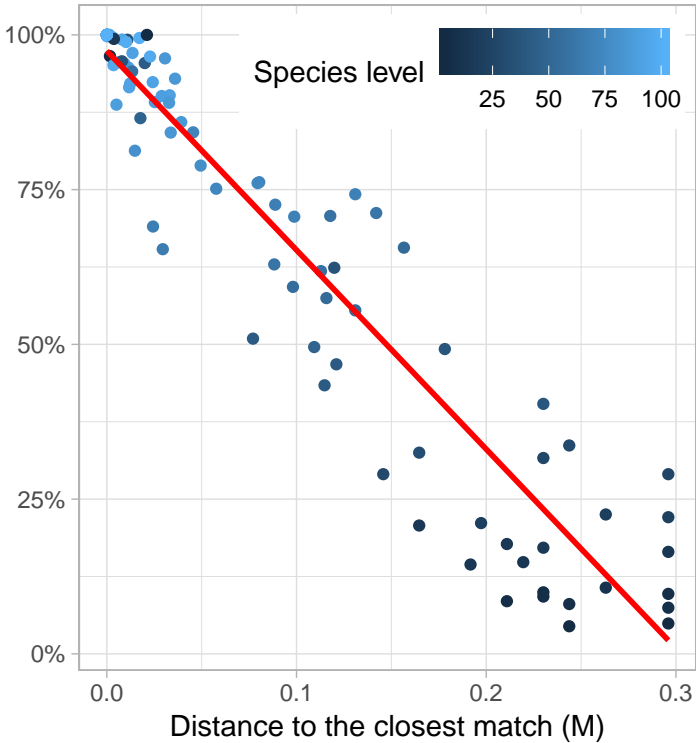 100%
75%
50%
25%
0%
Species level
25 50 75 100
0.0 0.1 0.2 0.3
Distance to the closest match (M)